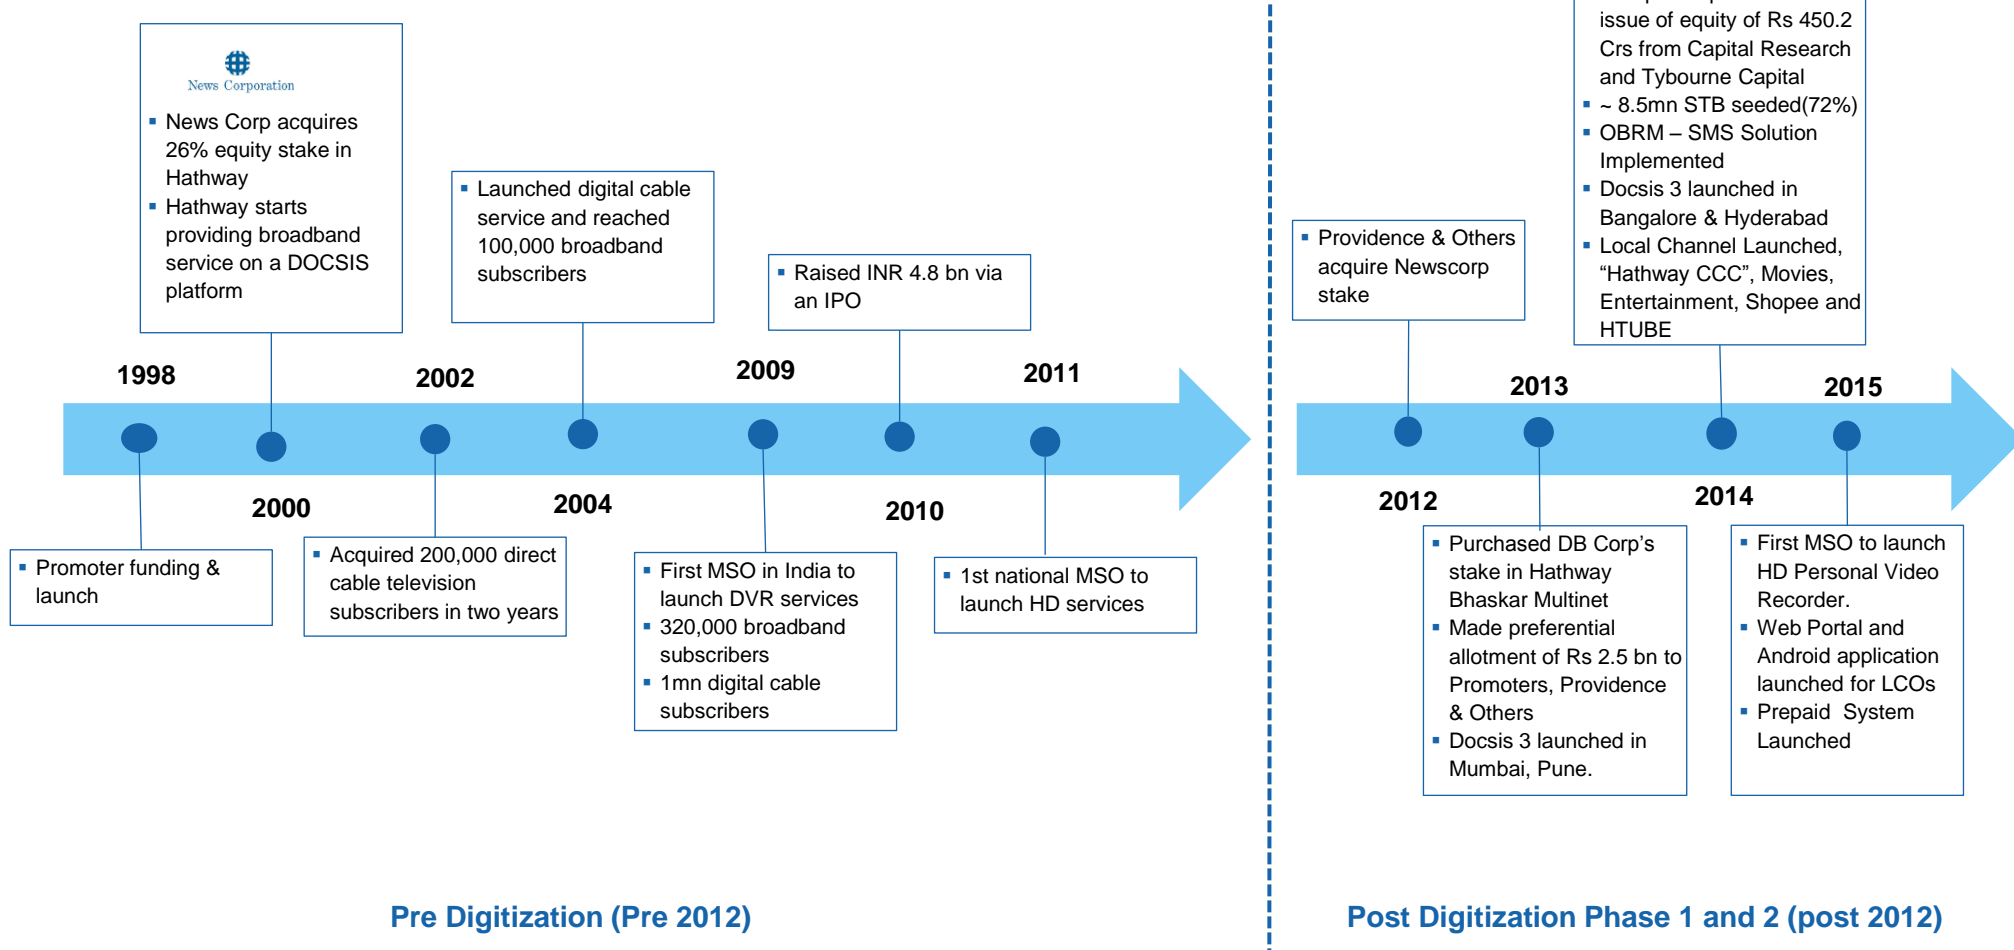 News Corporation
▪ News Corp acquires
26% equity stake in
Hathway
▪ Hathway starts
providing broadband
service on a DOCSIS
platform
▪ Launched digital cable
service and reached
100,000 broadband
subscribers
▪ Raised INR 4.8 bn via
an IPO
1998
2002
2009
2011
2000
2004
2010
▪ Promoter funding &
launch
▪ Acquired 200,000 direct
cable television
subscribers in two years
▪ First MSO in India to
launch DVR services
▪ 320,000 broadband
subscribers
▪ 1mn digital cable
subscribers
▪ 1st national MSO to
launch HD services
Pre Digitization (Pre 2012)
▪ Providence & Others
acquire Newscorp
stake
issue of equity of Rs 450.2
Crs from Capital Research
and Tybourne Capital
▪ ~ 8.5mn STB seeded(72%)
▪ OBRM – SMS Solution
Implemented
▪ Docsis 3 launched in
Bangalore & Hyderabad
▪ Local Channel Launched,
“Hathway CCC”, Movies,
Entertainment, Shopee and
HTUBE
2013
2015
2012
2014
▪ Purchased DB Corp’s
stake in Hathway
Bhaskar Multinet
▪ Made preferential
allotment of Rs 2.5 bn to
Promoters, Providence
& Others
▪ Docsis 3 launched in
Mumbai, Pune.
▪ First MSO to launch
HD Personal Video
Recorder.
▪ Web Portal and
Android application
launched for LCOs
▪ Prepaid System
Launched
Post Digitization Phase 1 and 2 (post 2012)